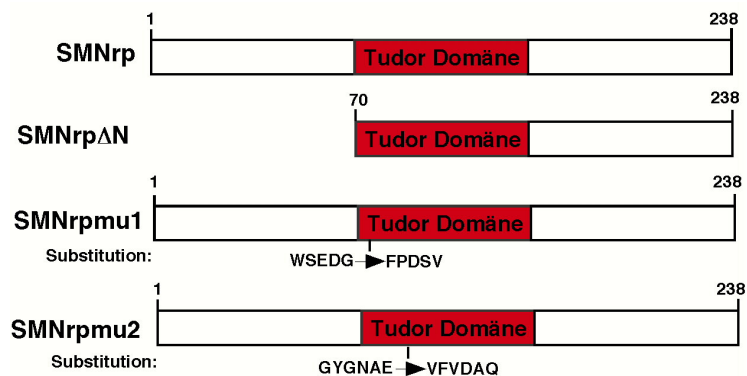 1 238
SMNrp Tudor Domäne
70 238
SMNrpΔN Tudor Domäne
1 238
SMNrpmu1 Tudor Domäne
Substitution: WSEDG FPDSV
1 238
SMNrpmu2 Tudor Domäne
Substitution: GYGNAE VFVDAQ